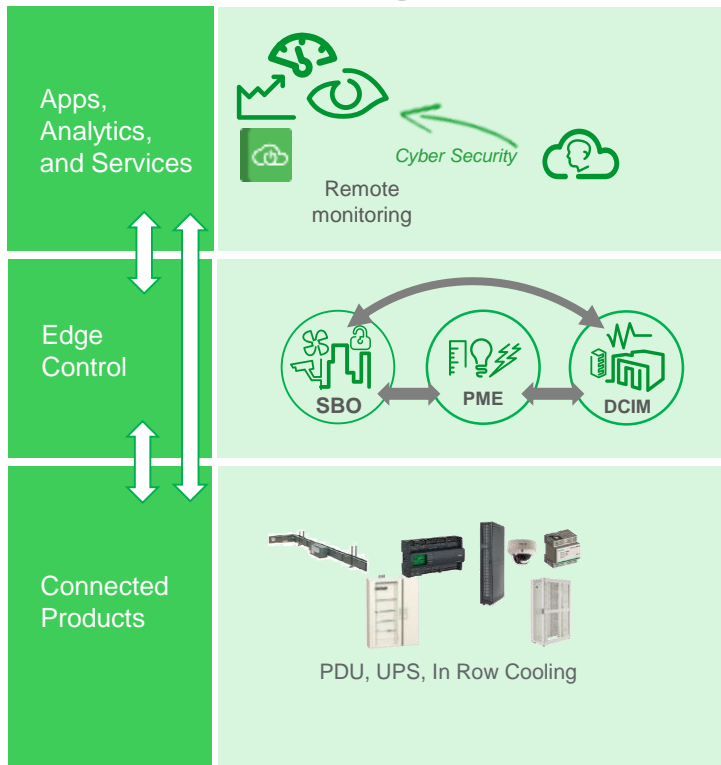 Apps,
Analytics,
and Services
Cyber Security
Remote
monitoring
Edge
Control
SBO
PME
DCIM
Connected
Products
PDU, UPS, In Row Cooling